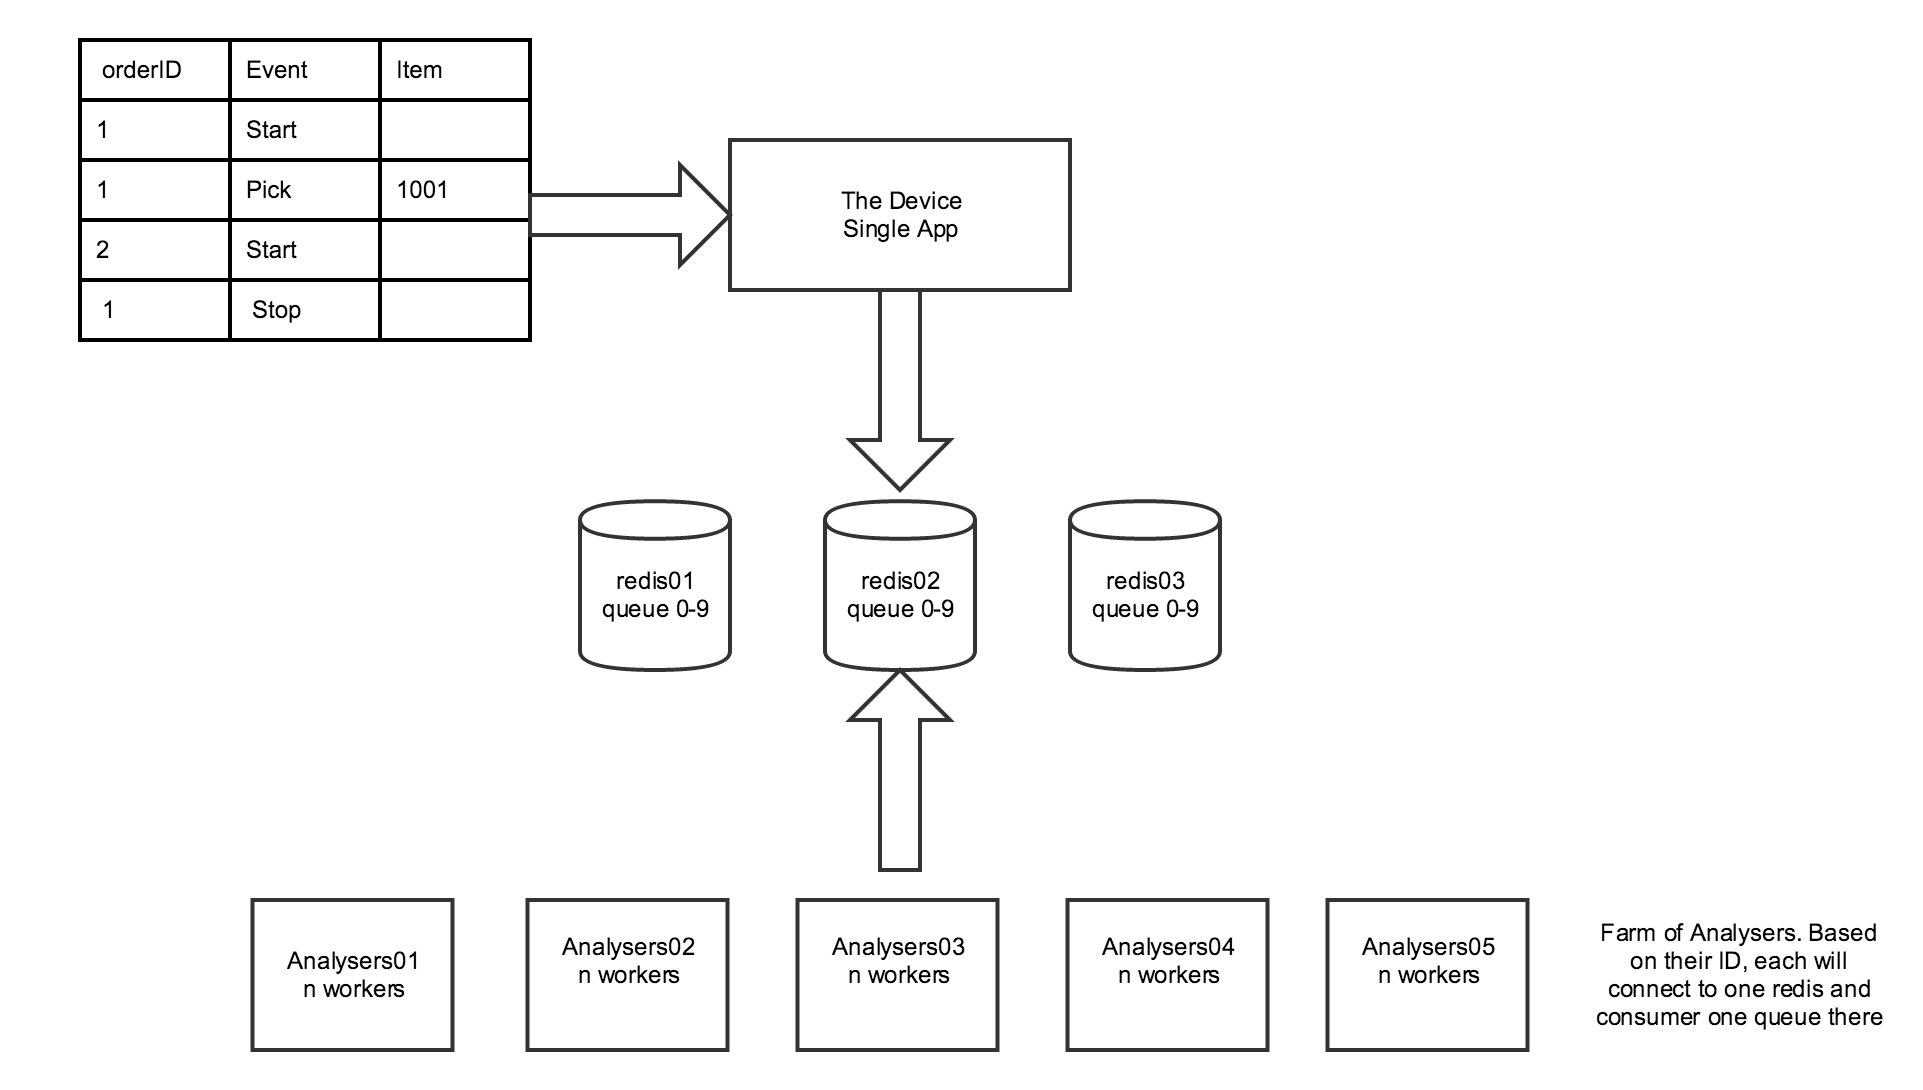 orderID Event Item
1 Start
1 Pick 1001
2 Start
1 Stop
The Device
Single App
redis01
queue 0-9
redis02
queue 0-9
redis03
queue 0-9
Analysers01
n workers
Analysers02
n workers
Analysers03
n workers
Analysers04
n workers
Analysers05
n workers
Farm of Analysers. Based
on their ID, each will
connect to one redis and
consumer one queue there